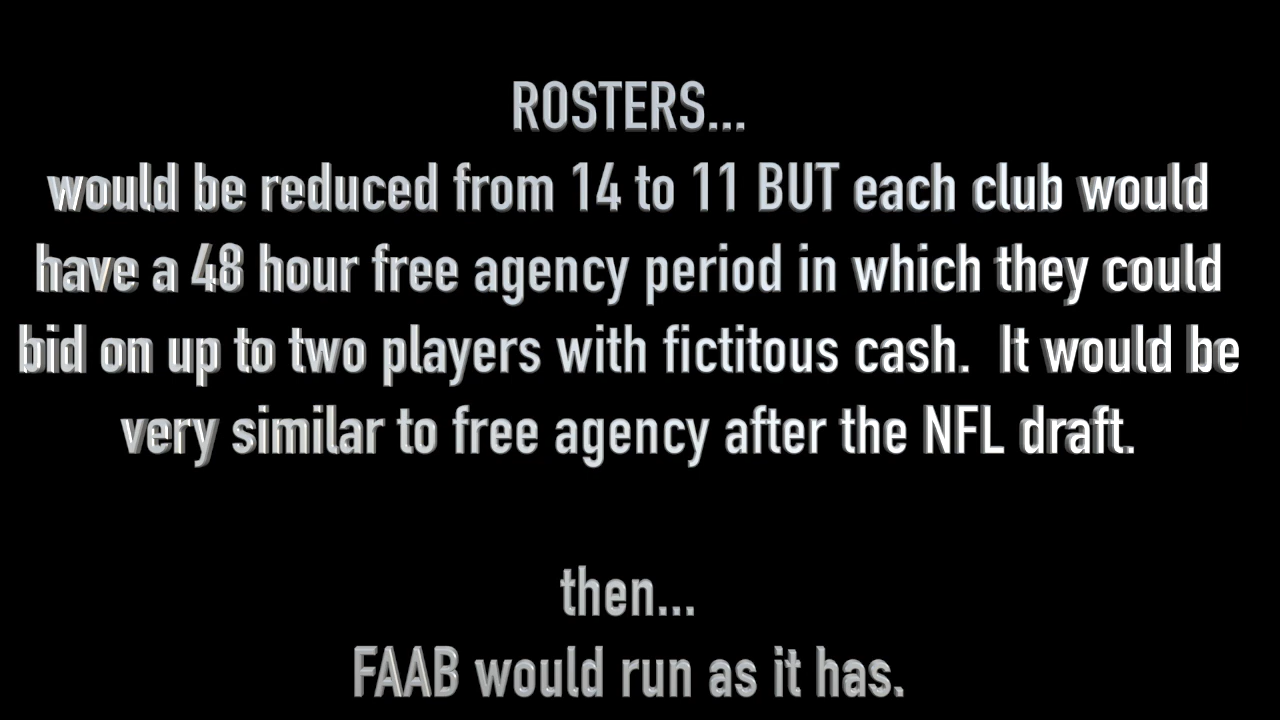 ROSTERS...
would be reduced from 14 to 11 BUT each club would
have a 48 hour free agency period in which they could
bid on up to two players with fictitous cash.  It would be
very similar to free agency after the NFL draft.
then...
FAAB would run as it has.